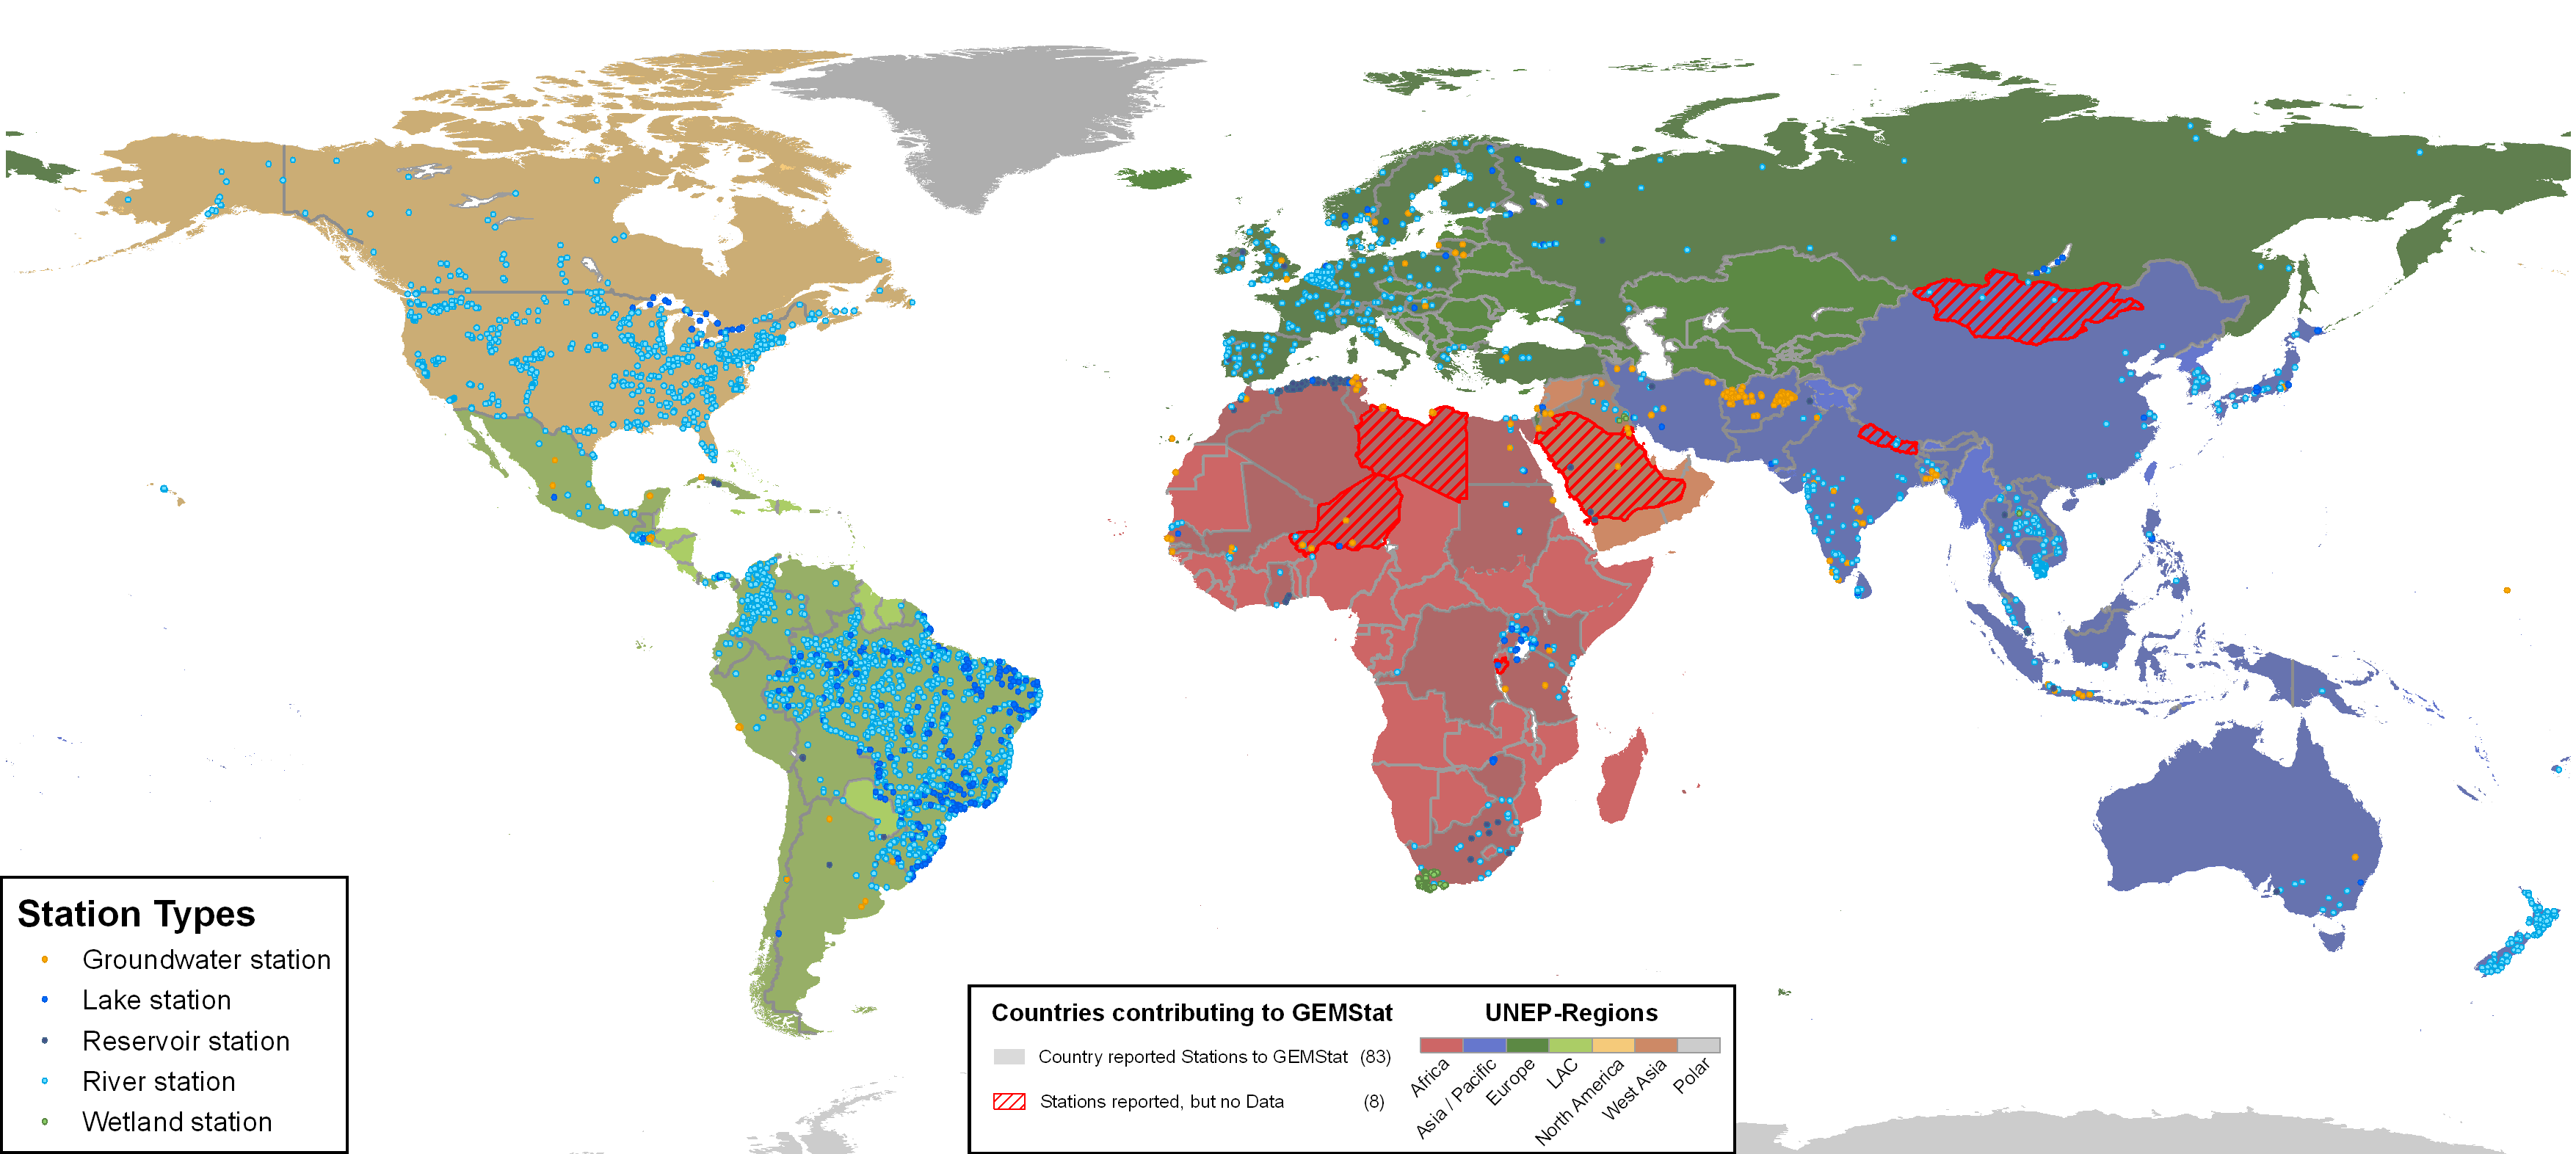 Station Types
Groundwater station
Lake station
Reservoir station
River station
Wetland station
Countries contributing to GEMStat
Country reported Stations to GEMStat (83)
Stations reported, but no Data (8)
UNEP-Regions
Africa
Asia / Pacific
Europe
LAC
North America
West Asia
Polar